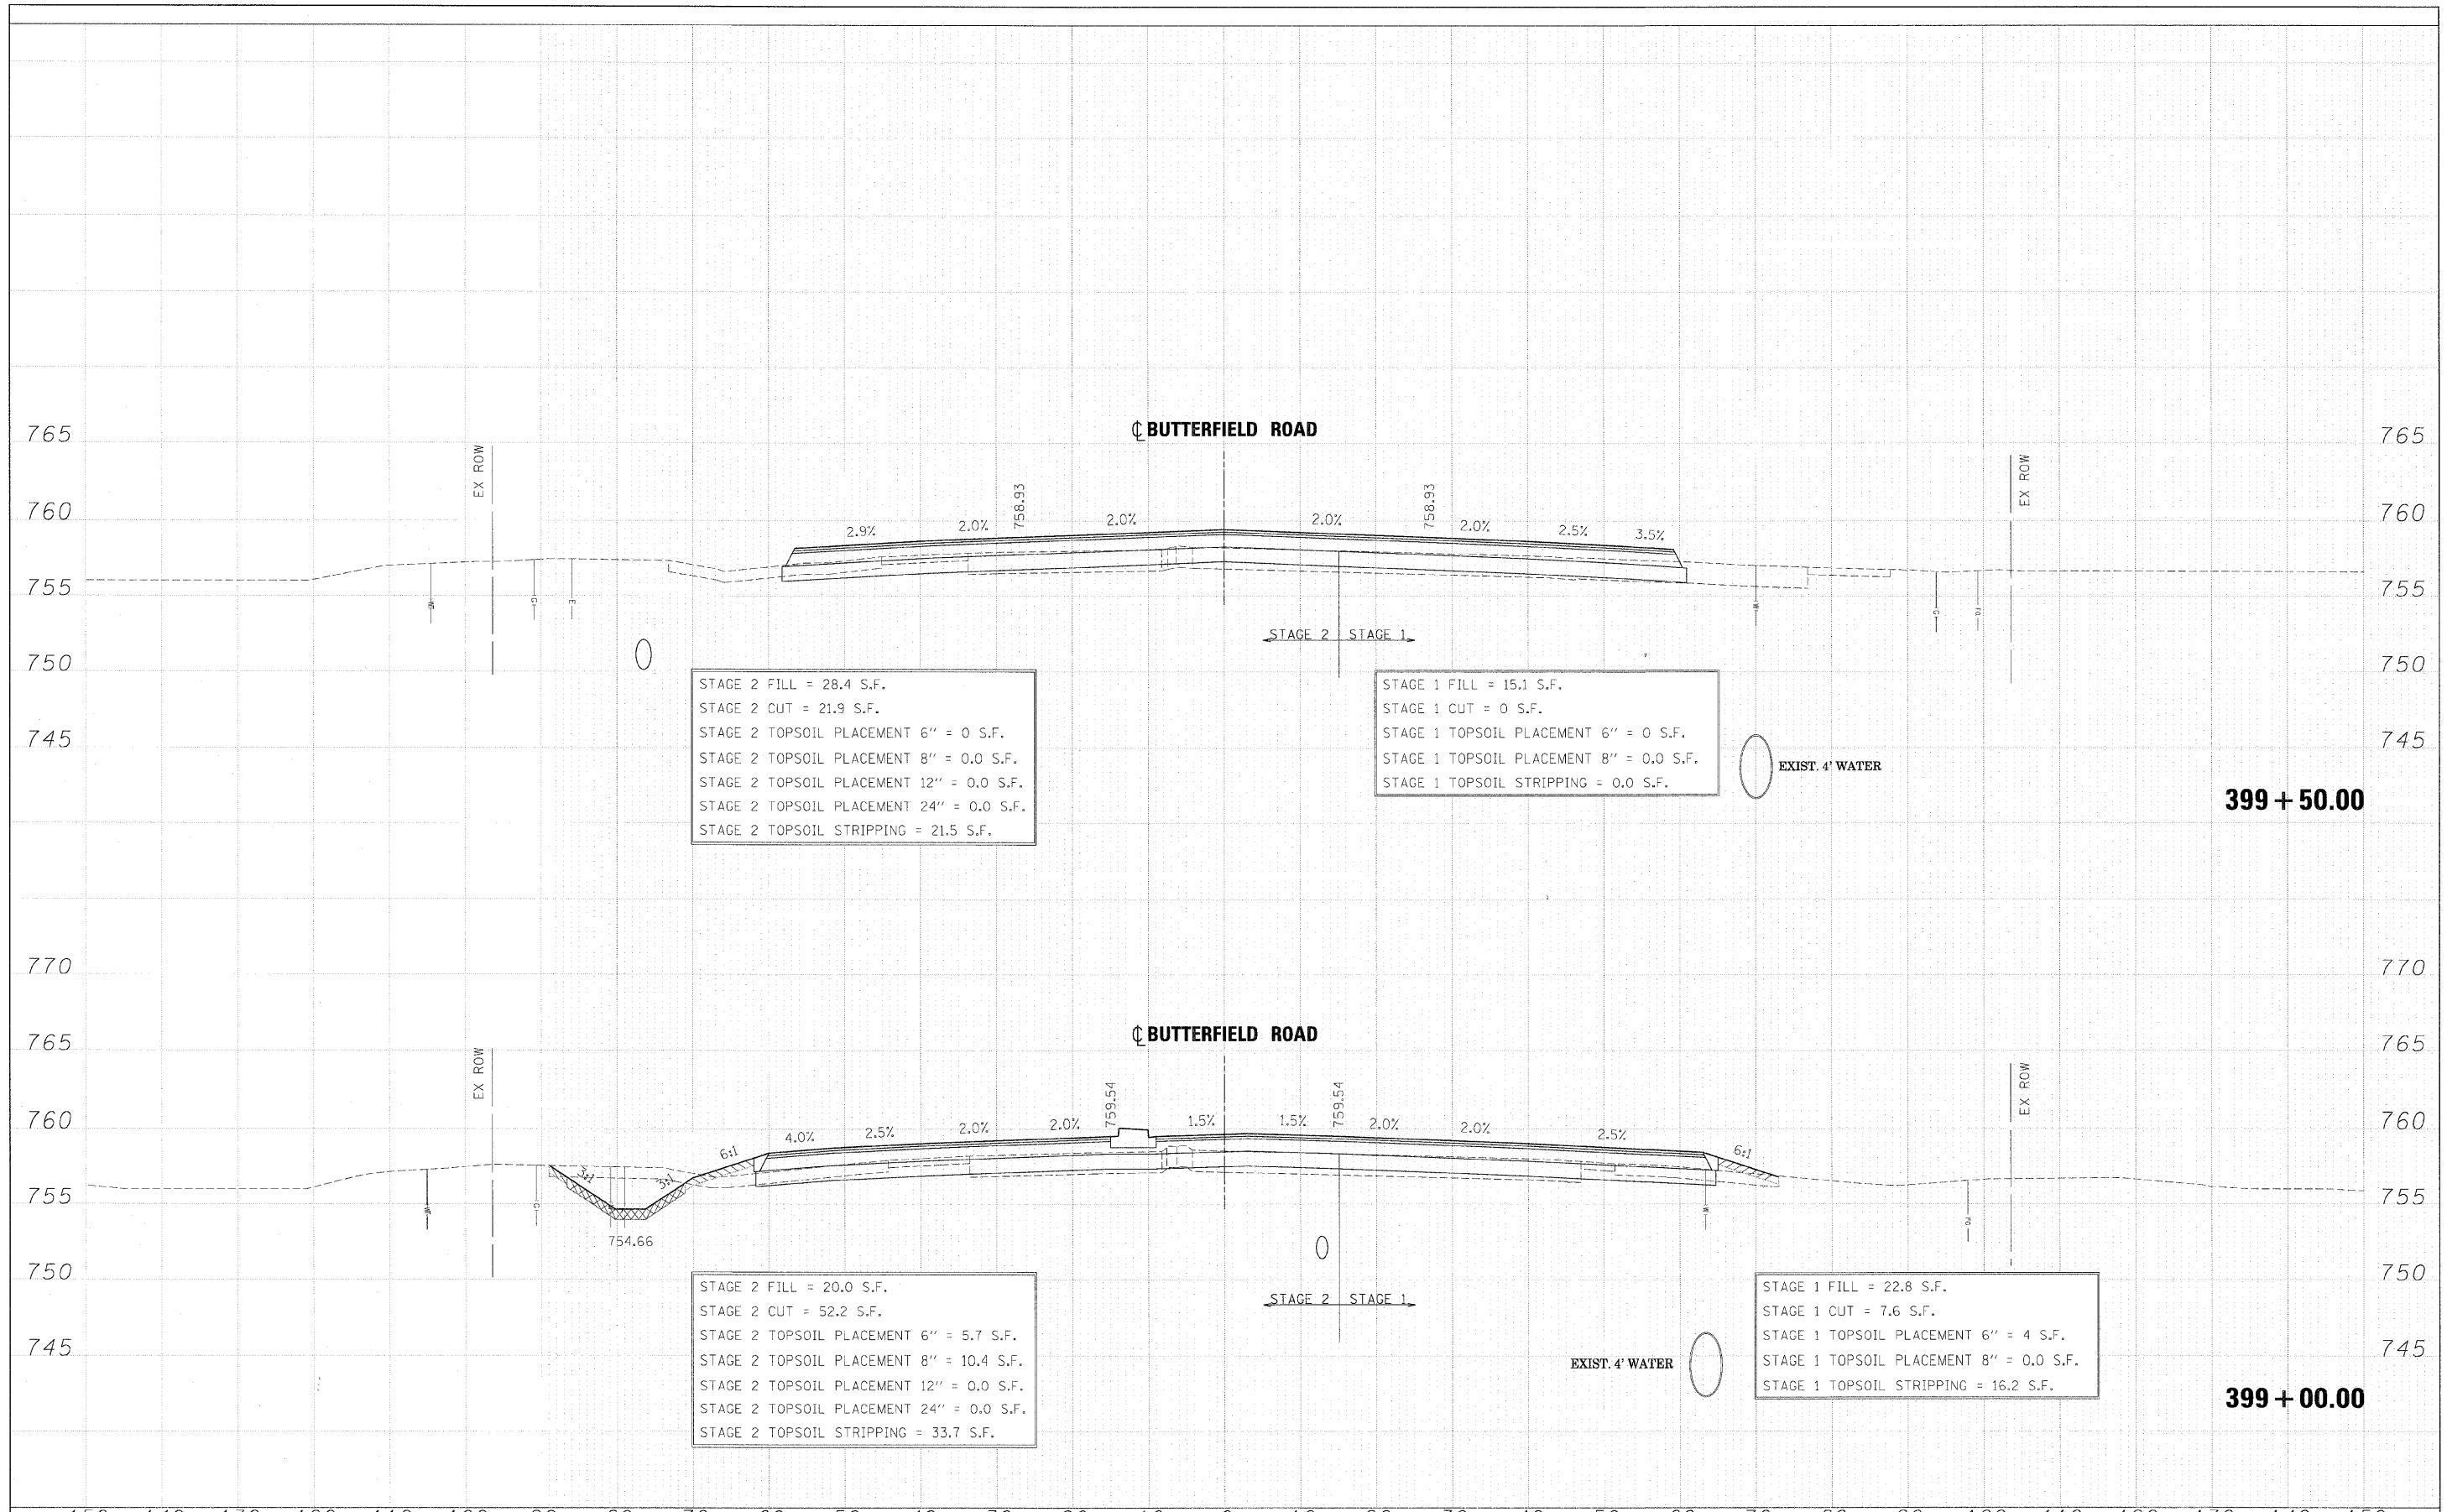 ℄ BUTTERFIELD ROAD
765 765
EX ROW EX ROW
760 760
2.9% 2.0% 758.93 2.0% 2.0% 758.93 2.0% 2.5% 3.5%
755 755
G E W G FO
STAGE 2 STAGE 1
750 750
STAGE 2 FILL = 28.4 S.F.
STAGE 2 CUT = 21.9 S.F.
STAGE 2 TOPSOIL PLACEMENT 6" = 0 S.F.
STAGE 2 TOPSOIL PLACEMENT 8" = 0.0 S.F.
STAGE 2 TOPSOIL PLACEMENT 12" = 0.0 S.F.
STAGE 2 TOPSOIL PLACEMENT 24" = 0.0 S.F.
STAGE 2 TOPSOIL STRIPPING = 21.5 S.F.
STAGE 1 FILL = 15.1 S.F.
STAGE 1 CUT = 0 S.F.
STAGE 1 TOPSOIL PLACEMENT 6" = 0 S.F.
STAGE 1 TOPSOIL PLACEMENT 8" = 0.0 S.F.
STAGE 1 TOPSOIL STRIPPING = 0.0 S.F.
745 745
EXIST. 4' WATER
399+50.00
770 770
℄ BUTTERFIELD ROAD
765 765
EX ROW EX ROW
760 760
6:1 4.0% 2.5% 2.0% 2.0% 759.54 1.5% 1.5% 759.54 2.0% 2.0% 2.5% 6:1
3:1 3:1
755 755
G W FO
754.66
750 750
STAGE 2 STAGE 1
STAGE 2 FILL = 20.0 S.F.
STAGE 2 CUT = 52.2 S.F.
STAGE 2 TOPSOIL PLACEMENT 6" = 5.7 S.F.
STAGE 2 TOPSOIL PLACEMENT 8" = 10.4 S.F.
STAGE 2 TOPSOIL PLACEMENT 12" = 0.0 S.F.
STAGE 2 TOPSOIL PLACEMENT 24" = 0.0 S.F.
STAGE 2 TOPSOIL STRIPPING = 33.7 S.F.
STAGE 1 FILL = 22.8 S.F.
STAGE 1 CUT = 7.6 S.F.
STAGE 1 TOPSOIL PLACEMENT 6" = 4 S.F.
STAGE 1 TOPSOIL PLACEMENT 8" = 0.0 S.F.
STAGE 1 TOPSOIL STRIPPING = 16.2 S.F.
745 745
EXIST. 4' WATER
399+00.00